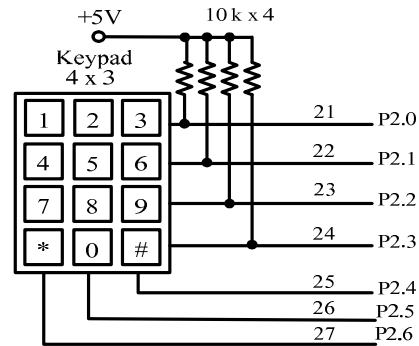 +5V
10 k x 4
Keypad
4 x 3
1 2 3
4 5 6
7 8 9
* 0 #
21 P2.0
22 P2.1
23 P2.2
24 P2.3
25 P2.4
26 P2.5
27 P2.6